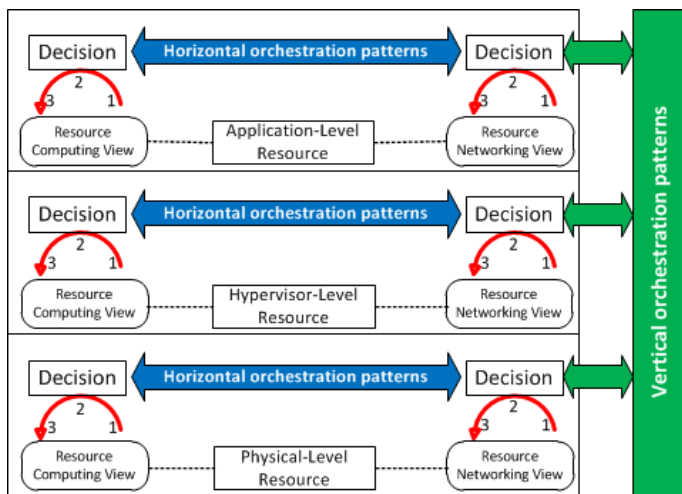 Decision
Horizontal orchestration patterns
Decision
2
3
1
2
3
1
Resource
Computing View
Application-Level
Resource
Resource
Networking View
Decision
Horizontal orchestration patterns
Decision
2
3
1
2
3
1
Resource
Computing View
Hypervisor-Level
Resource
Resource
Networking View
Decision
Horizontal orchestration patterns
Decision
2
3
1
2
3
1
Resource
Computing View
Physical-Level
Resource
Resource
Networking View
Vertical orchestration patterns